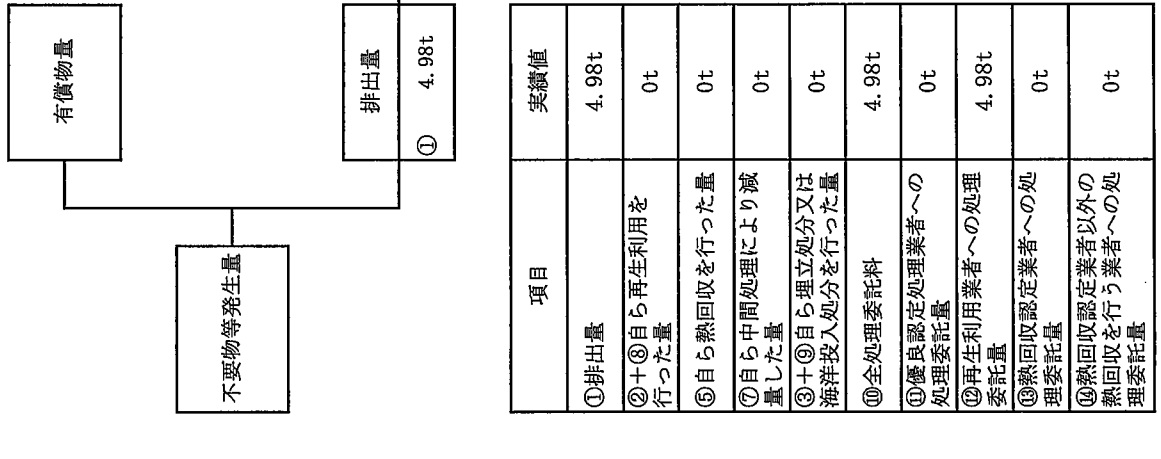 不要物等発生量
有償物量
排出量
① 4.98t
項目 実績値
①排出量 4.98t
②+⑧自ら再生利用を
行った量 0t
⑤自ら熱回収を行った量 0t
⑦自ら中間処理により減
量した量 0t
③+⑨自ら埋立処分又は
海洋投入処分を行った量 0t
⑩全処理委託料 4.98t
⑪優良認定処理業者への
処理委託量 0t
⑫再生利用業者への処理
委託量 4.98t
⑬熱回収認定業者への処
理委託量 0t
⑭熱回収認定業者以外の
熱回収を行う業者への処
理委託量 0t